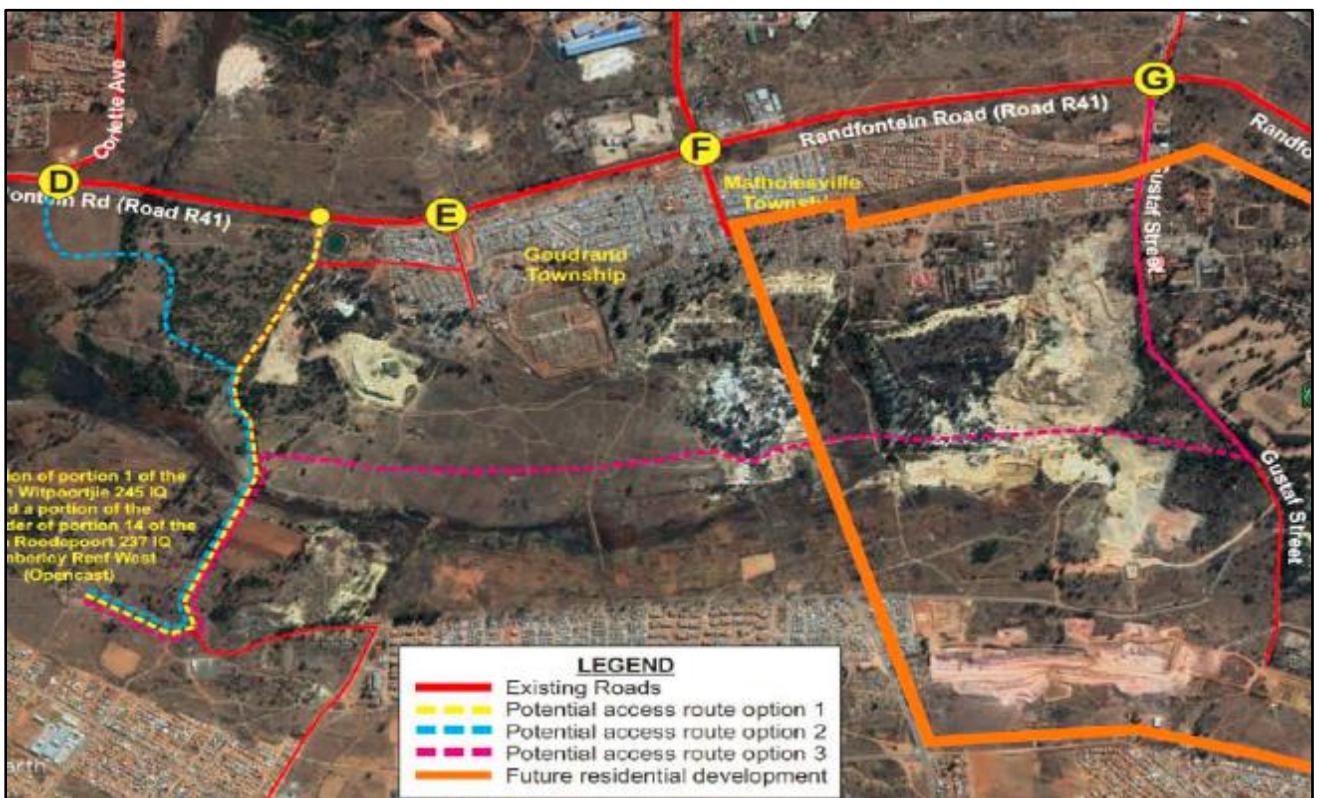 Corlette Ave
D
ontein Rd (Road R41)
E
F
Randfontein Road (Road R41)
G
Randfo
Matholesville
Township
Goudrand
Township
Gustaf Street
Gustaf Street
ion of portion 1 of the
n Witpoortjie 245 IQ
d a portion of the
der of portion 14 of the
Roodepoort 237 IQ
mberley Reef West
(Opencast)
arth
LEGEND
Existing Roads
Potential access route option 1
Potential access route option 2
Potential access route option 3
Future residential development